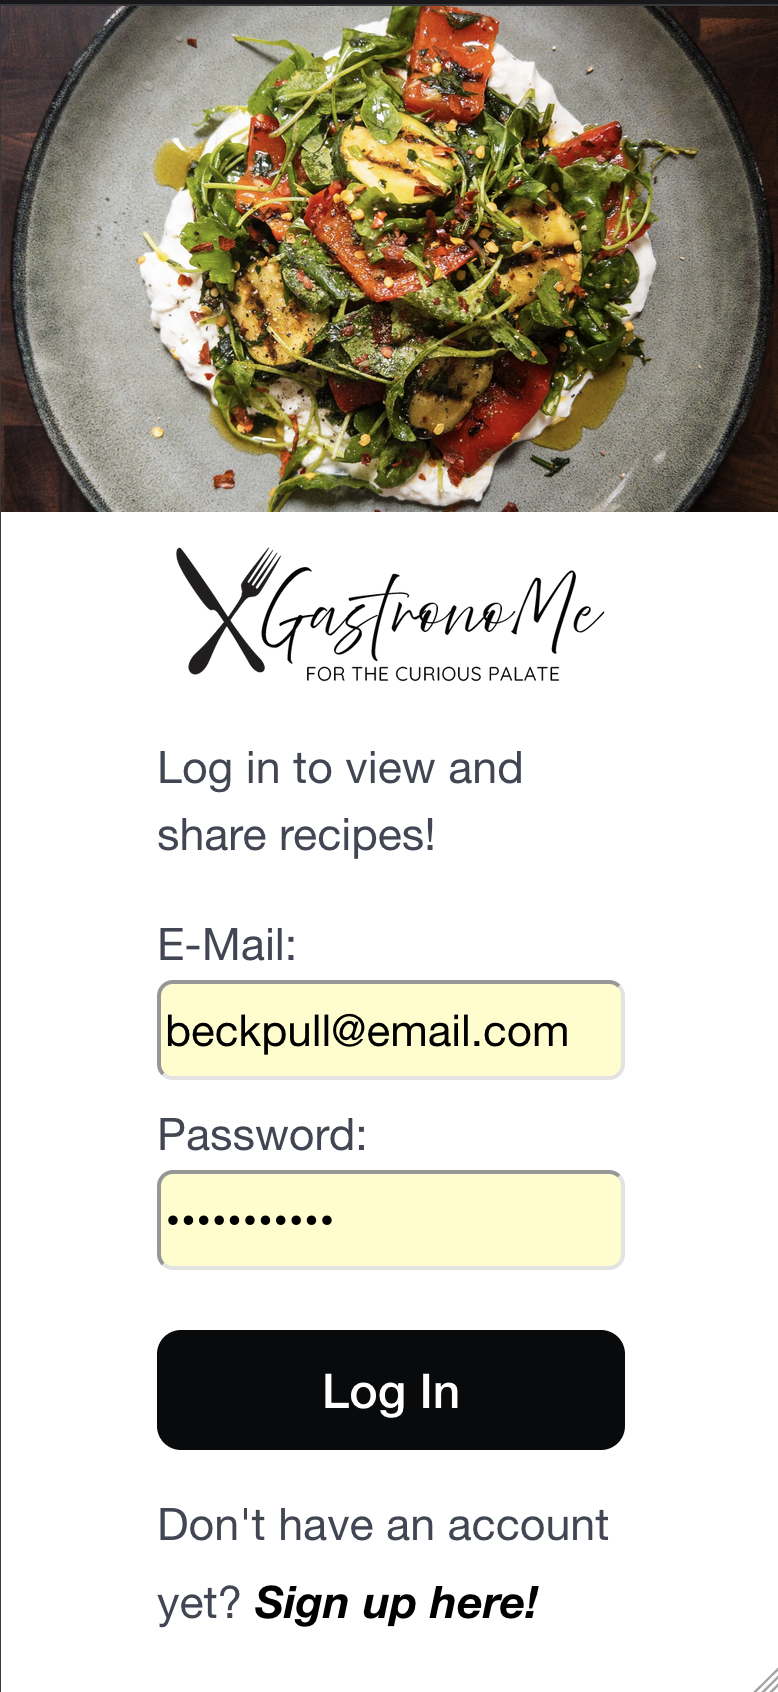 GastronoMe
FOR THE CURIOUS PALATE
Log in to view and
share recipes!
E-Mail:
beckpull@email.com
Password:
•••••••••••
Log In
Don't have an account
yet? Sign up here!